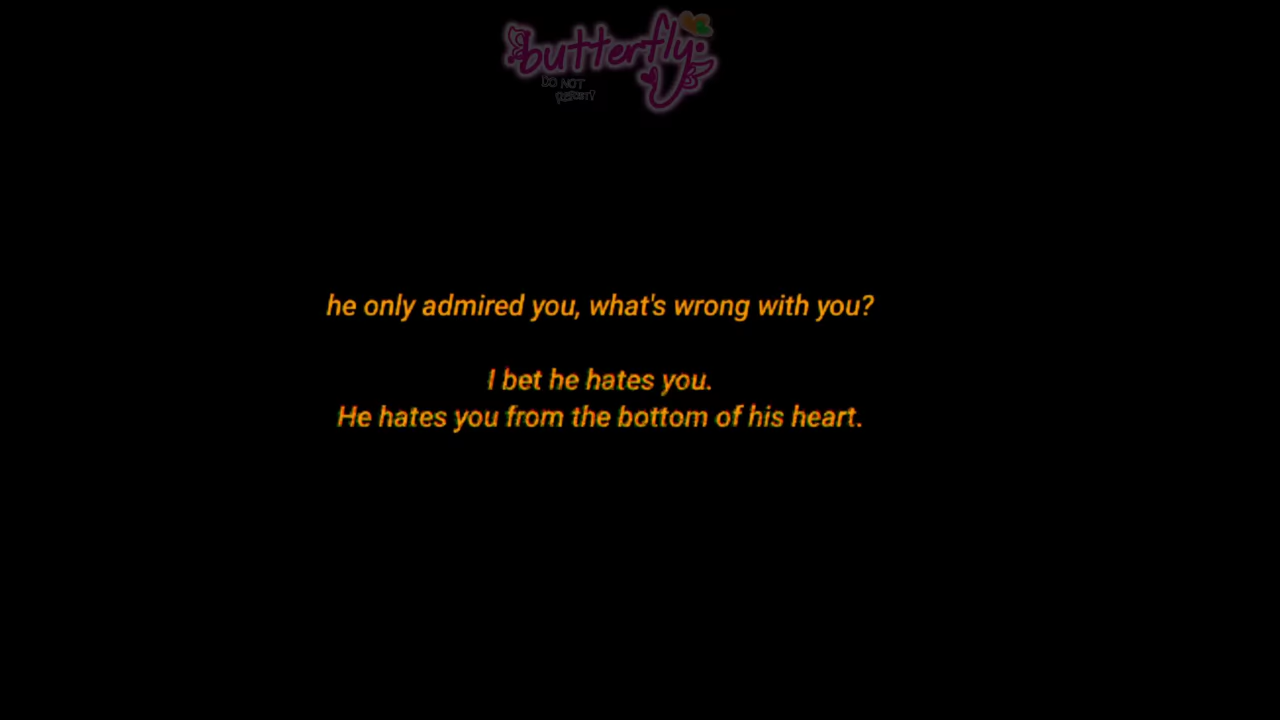 butterfly
DO NOT
REPOST!
he only admired you, what's wrong with you?
I bet he hates you.
He hates you from the bottom of his heart.